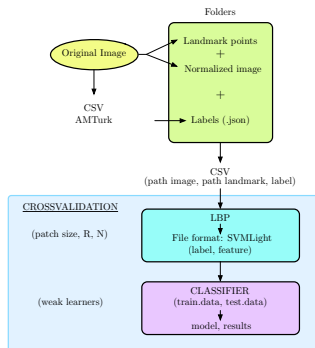 Folders
Original Image
Landmark points
+
Normalized image
+
CSV
AMTurk
Labels (.json)
CSV
(path image, path landmark, label)
CROSSVALIDATION
LBP
(patch size, R, N)
File format: SVMLight
(label, feature)
CLASSIFIER
(weak learners)
(train.data, test.data)
model, results